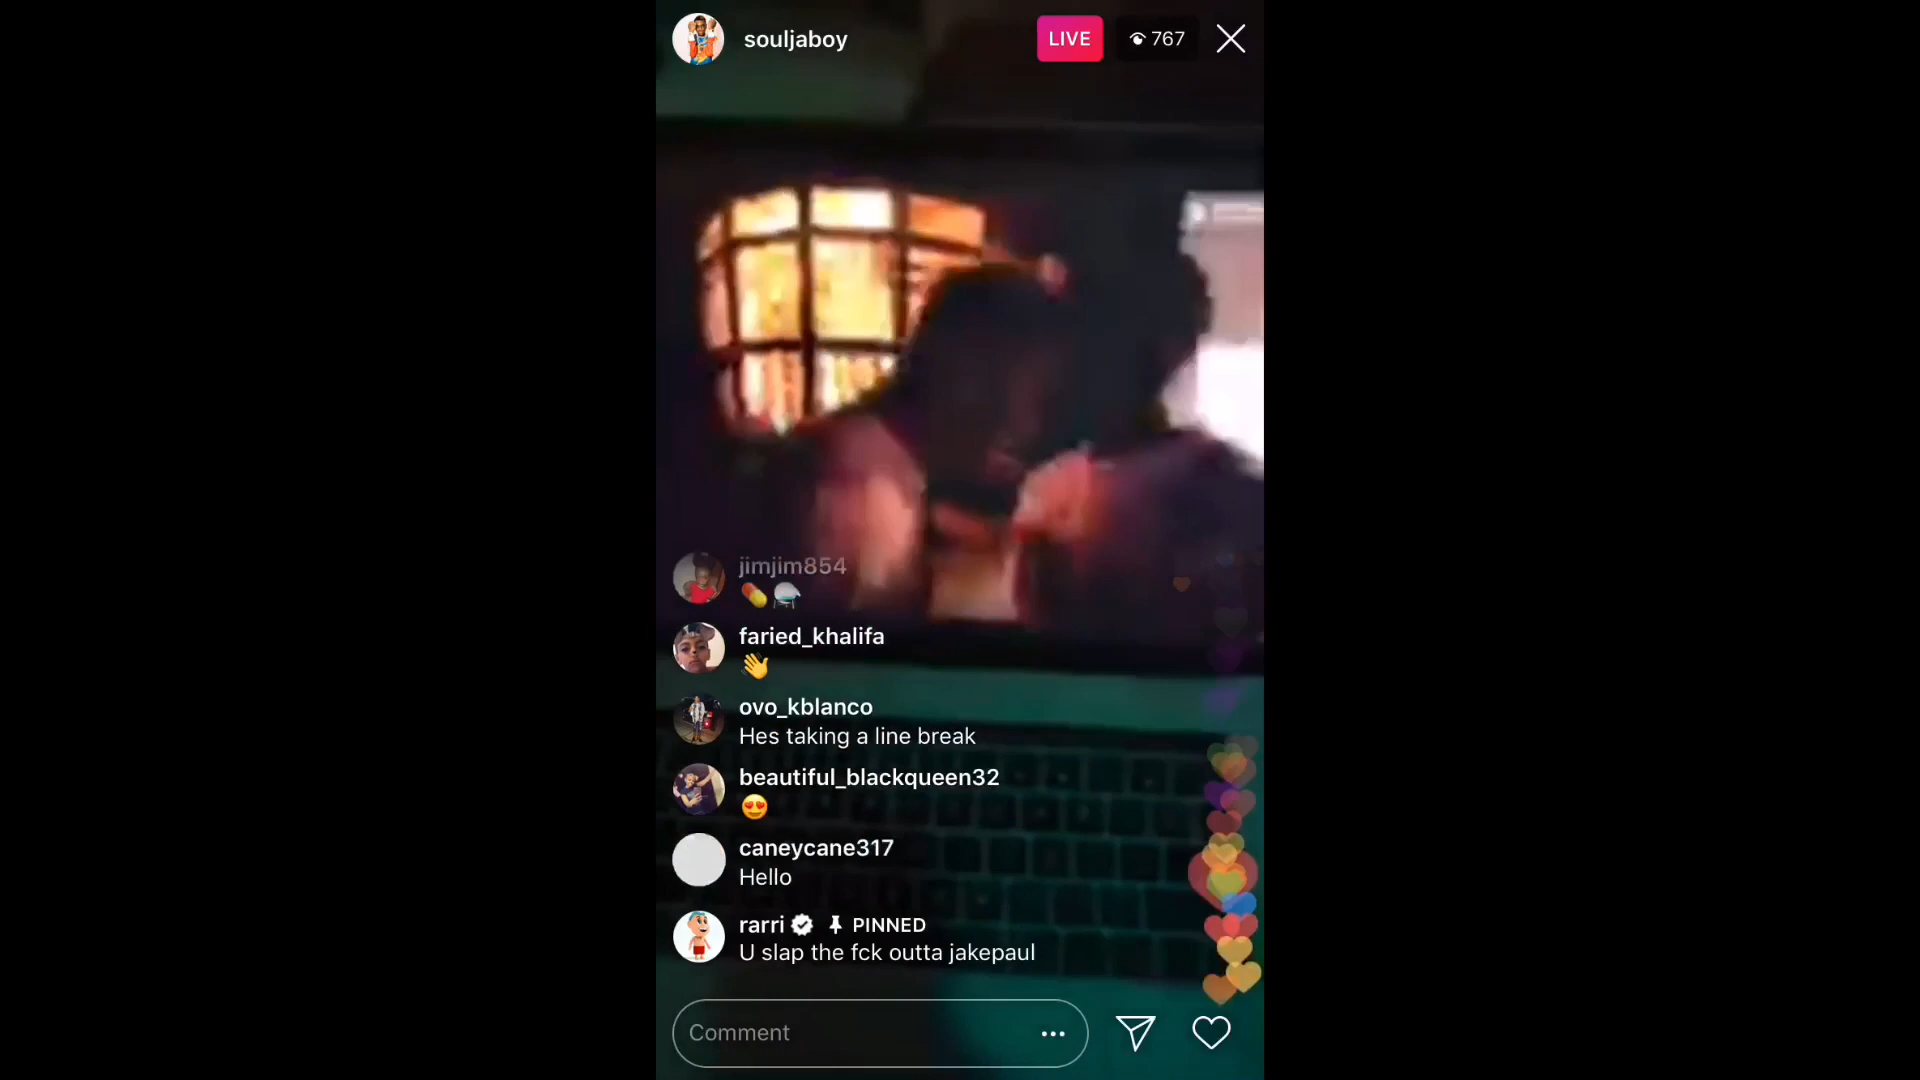 souljaboy
LIVE
767
jimjim854
faried_khalifa
ovo_kblanco
Hes taking a line break
beautiful_blackqueen32
caneycane317
Hello
rarri PINNED
U slap the fck outta jakepaul
Comment